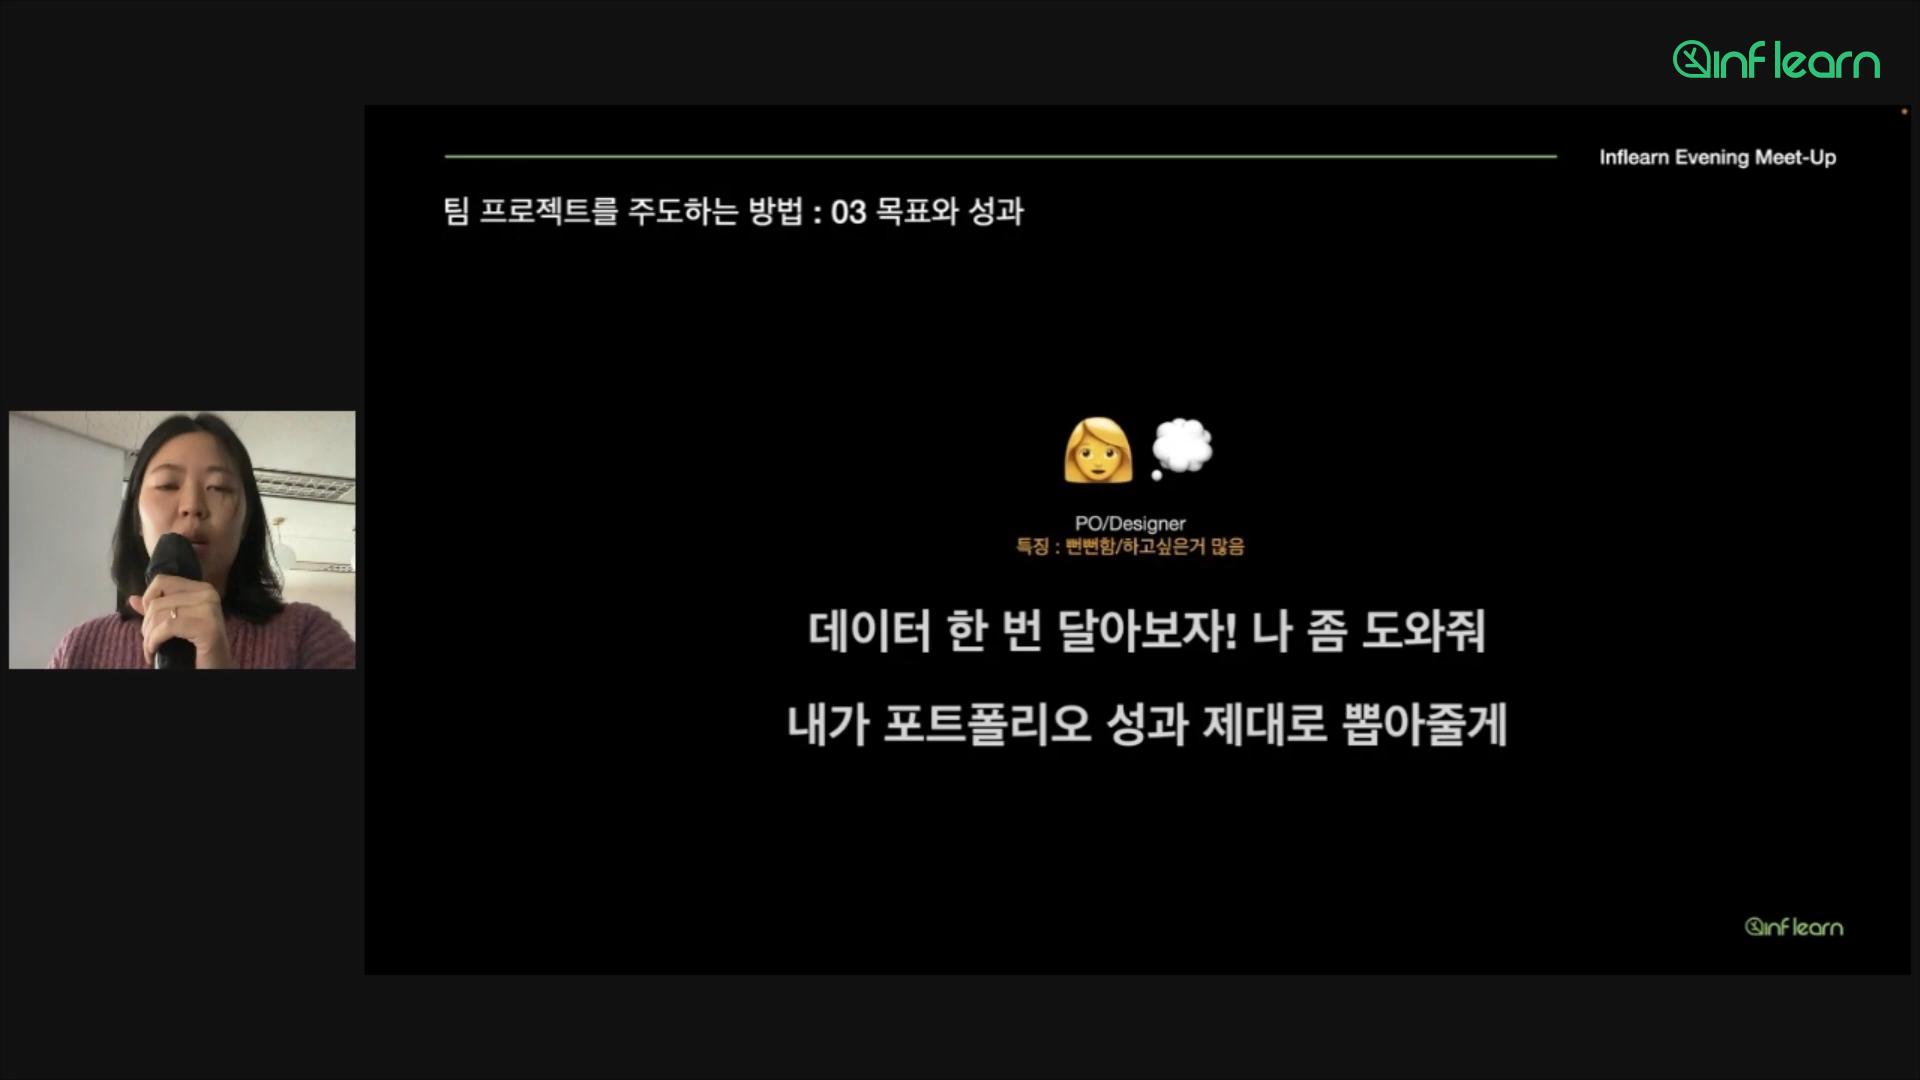 inflearn
Inflearn Evening Meet-Up
팀 프로젝트를 주도하는 방법 : 03 목표와 성과
PO/Designer
특징 : 뻔뻔함/하고싶은거 많음
데이터 한 번 달아보자! 나 좀 도와줘
내가 포트폴리오 성과 제대로 뽑아줄게
inflearn